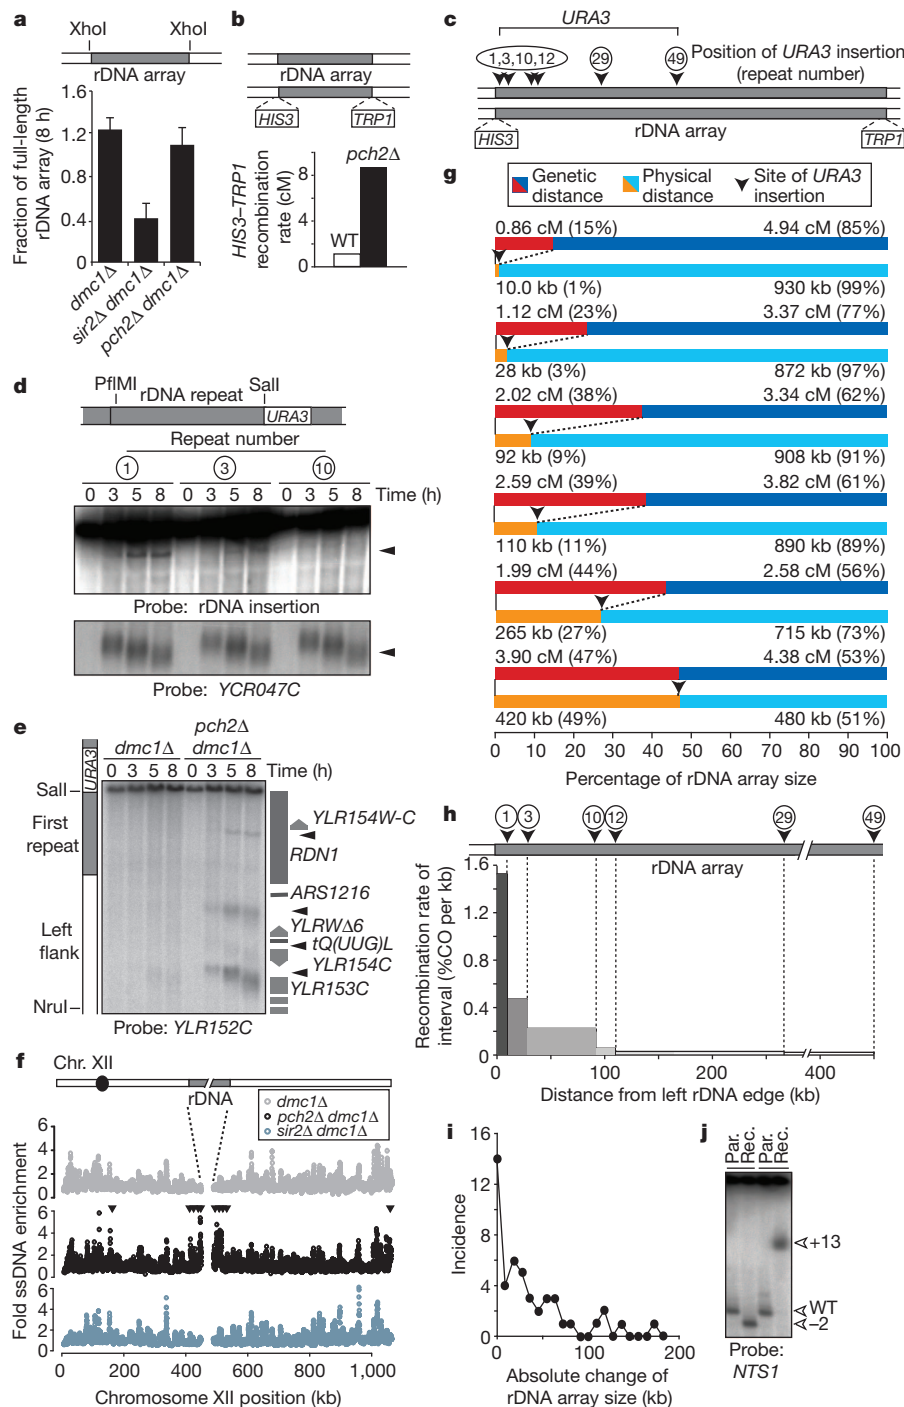 a
XhoI XhoI
rDNA array
Fraction of full-length
rDNA array (8 h)
1.6
1.2
0.8
0.4
0
dmc1Δ
sir2Δ dmc1Δ
pch2Δ dmc1Δ
b
rDNA array
HIS3 TRP1
HIS3–TRP1
recombination
rate (cM)
8
4
0
WT
pch2Δ
c
URA3
1,3,10,12 29 49
Position of URA3 insertion
(repeat number)
HIS3 rDNA array TRP1
d
PflMI rDNA repeat SalI
URA3
Repeat number
1 3 10
0 3 5 8 0 3 5 8 0 3 5 8 Time (h)
Probe: rDNA insertion
Probe: YCR047C
e
URA3
dmc1Δ
pch2Δ
dmc1Δ
0 3 5 8 0 3 5 8 Time (h)
SalI
First
repeat
Left
flank
NruI
YLR154W-C
RDN1
ARS1216
YLRWΔ6
tQ(UUG)L
YLR154C
YLR153C
Probe: YLR152C
f
Chr. XII
rDNA
dmc1Δ
pch2Δ dmc1Δ
sir2Δ dmc1Δ
Fold ssDNA enrichment
6
4
2
0
6
4
2
0
6
4
2
0
0 200 400 600 800 1,000
Chromosome XII position (kb)
g
Genetic
distance
Physical
distance
Site of URA3
insertion
0.86 cM (15%) 4.94 cM (85%)
10.0 kb (1%) 930 kb (99%)
1.12 cM (23%) 3.37 cM (77%)
28 kb (3%) 872 kb (97%)
2.02 cM (38%) 3.34 cM (62%)
92 kb (9%) 908 kb (91%)
2.59 cM (39%) 3.82 cM (61%)
110 kb (11%) 890 kb (89%)
1.99 cM (44%) 2.58 cM (56%)
265 kb (27%) 715 kb (73%)
3.90 cM (47%) 4.38 cM (53%)
420 kb (49%) 480 kb (51%)
0 10 20 30 40 50 60 70 80 90 100
Percentage of rDNA array size
h
1 3 10 12 29 49
rDNA array
Recombination rate of
interval (%CO per kb)
1.6
1.2
0.8
0.4
0
0 100 200 400
Distance from left rDNA edge (kb)
i
Incidence
16
12
8
4
0
0 100 200
Absolute change of
rDNA array size (kb)
j
Par.
Rec.
Par.
Rec.
+13
WT
−2
Probe:
NTS1